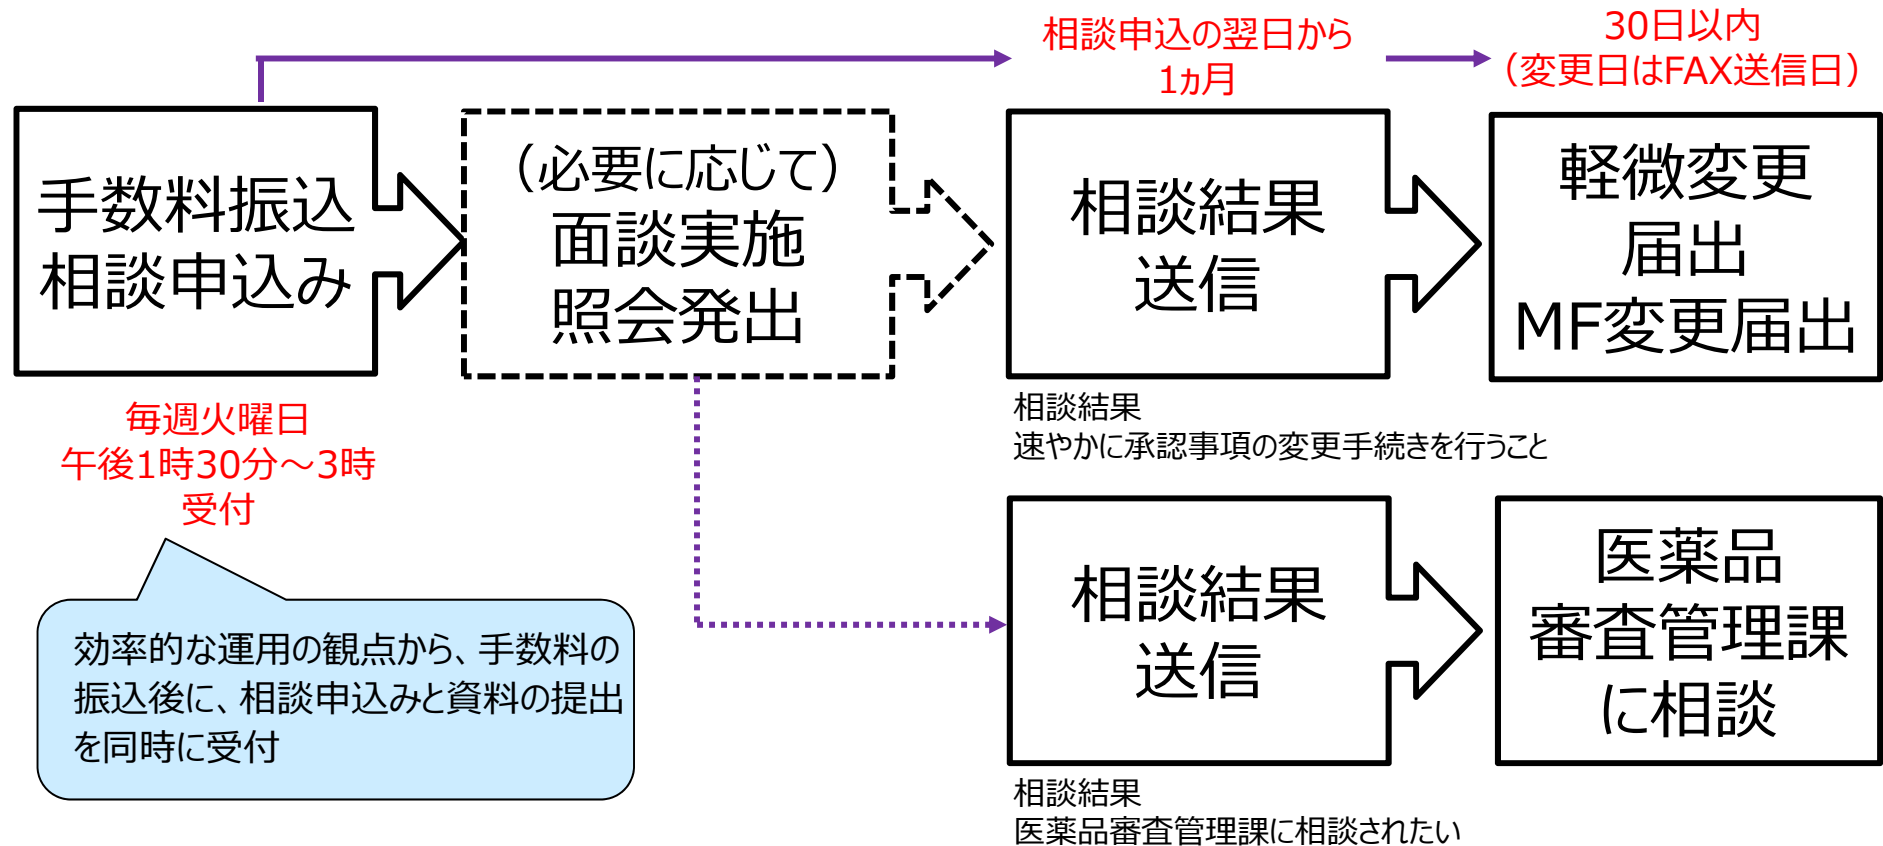 相談申込の翌日から
1ヵ月
30日以内
（変更日はFAX送信日）
手数料振込
相談申込み
（必要に応じて）
面談実施
照会発出
相談結果
送信
軽微変更
届出
MF変更届出
毎週火曜日
午後1時30分～3時
受付
相談結果
速やかに承認事項の変更手続きを行うこと
効率的な運用の観点から、手数料の
振込後に、相談申込みと資料の提出
を同時に受付
相談結果
送信
医薬品
審査管理課
に相談
相談結果
医薬品審査管理課に相談されたい